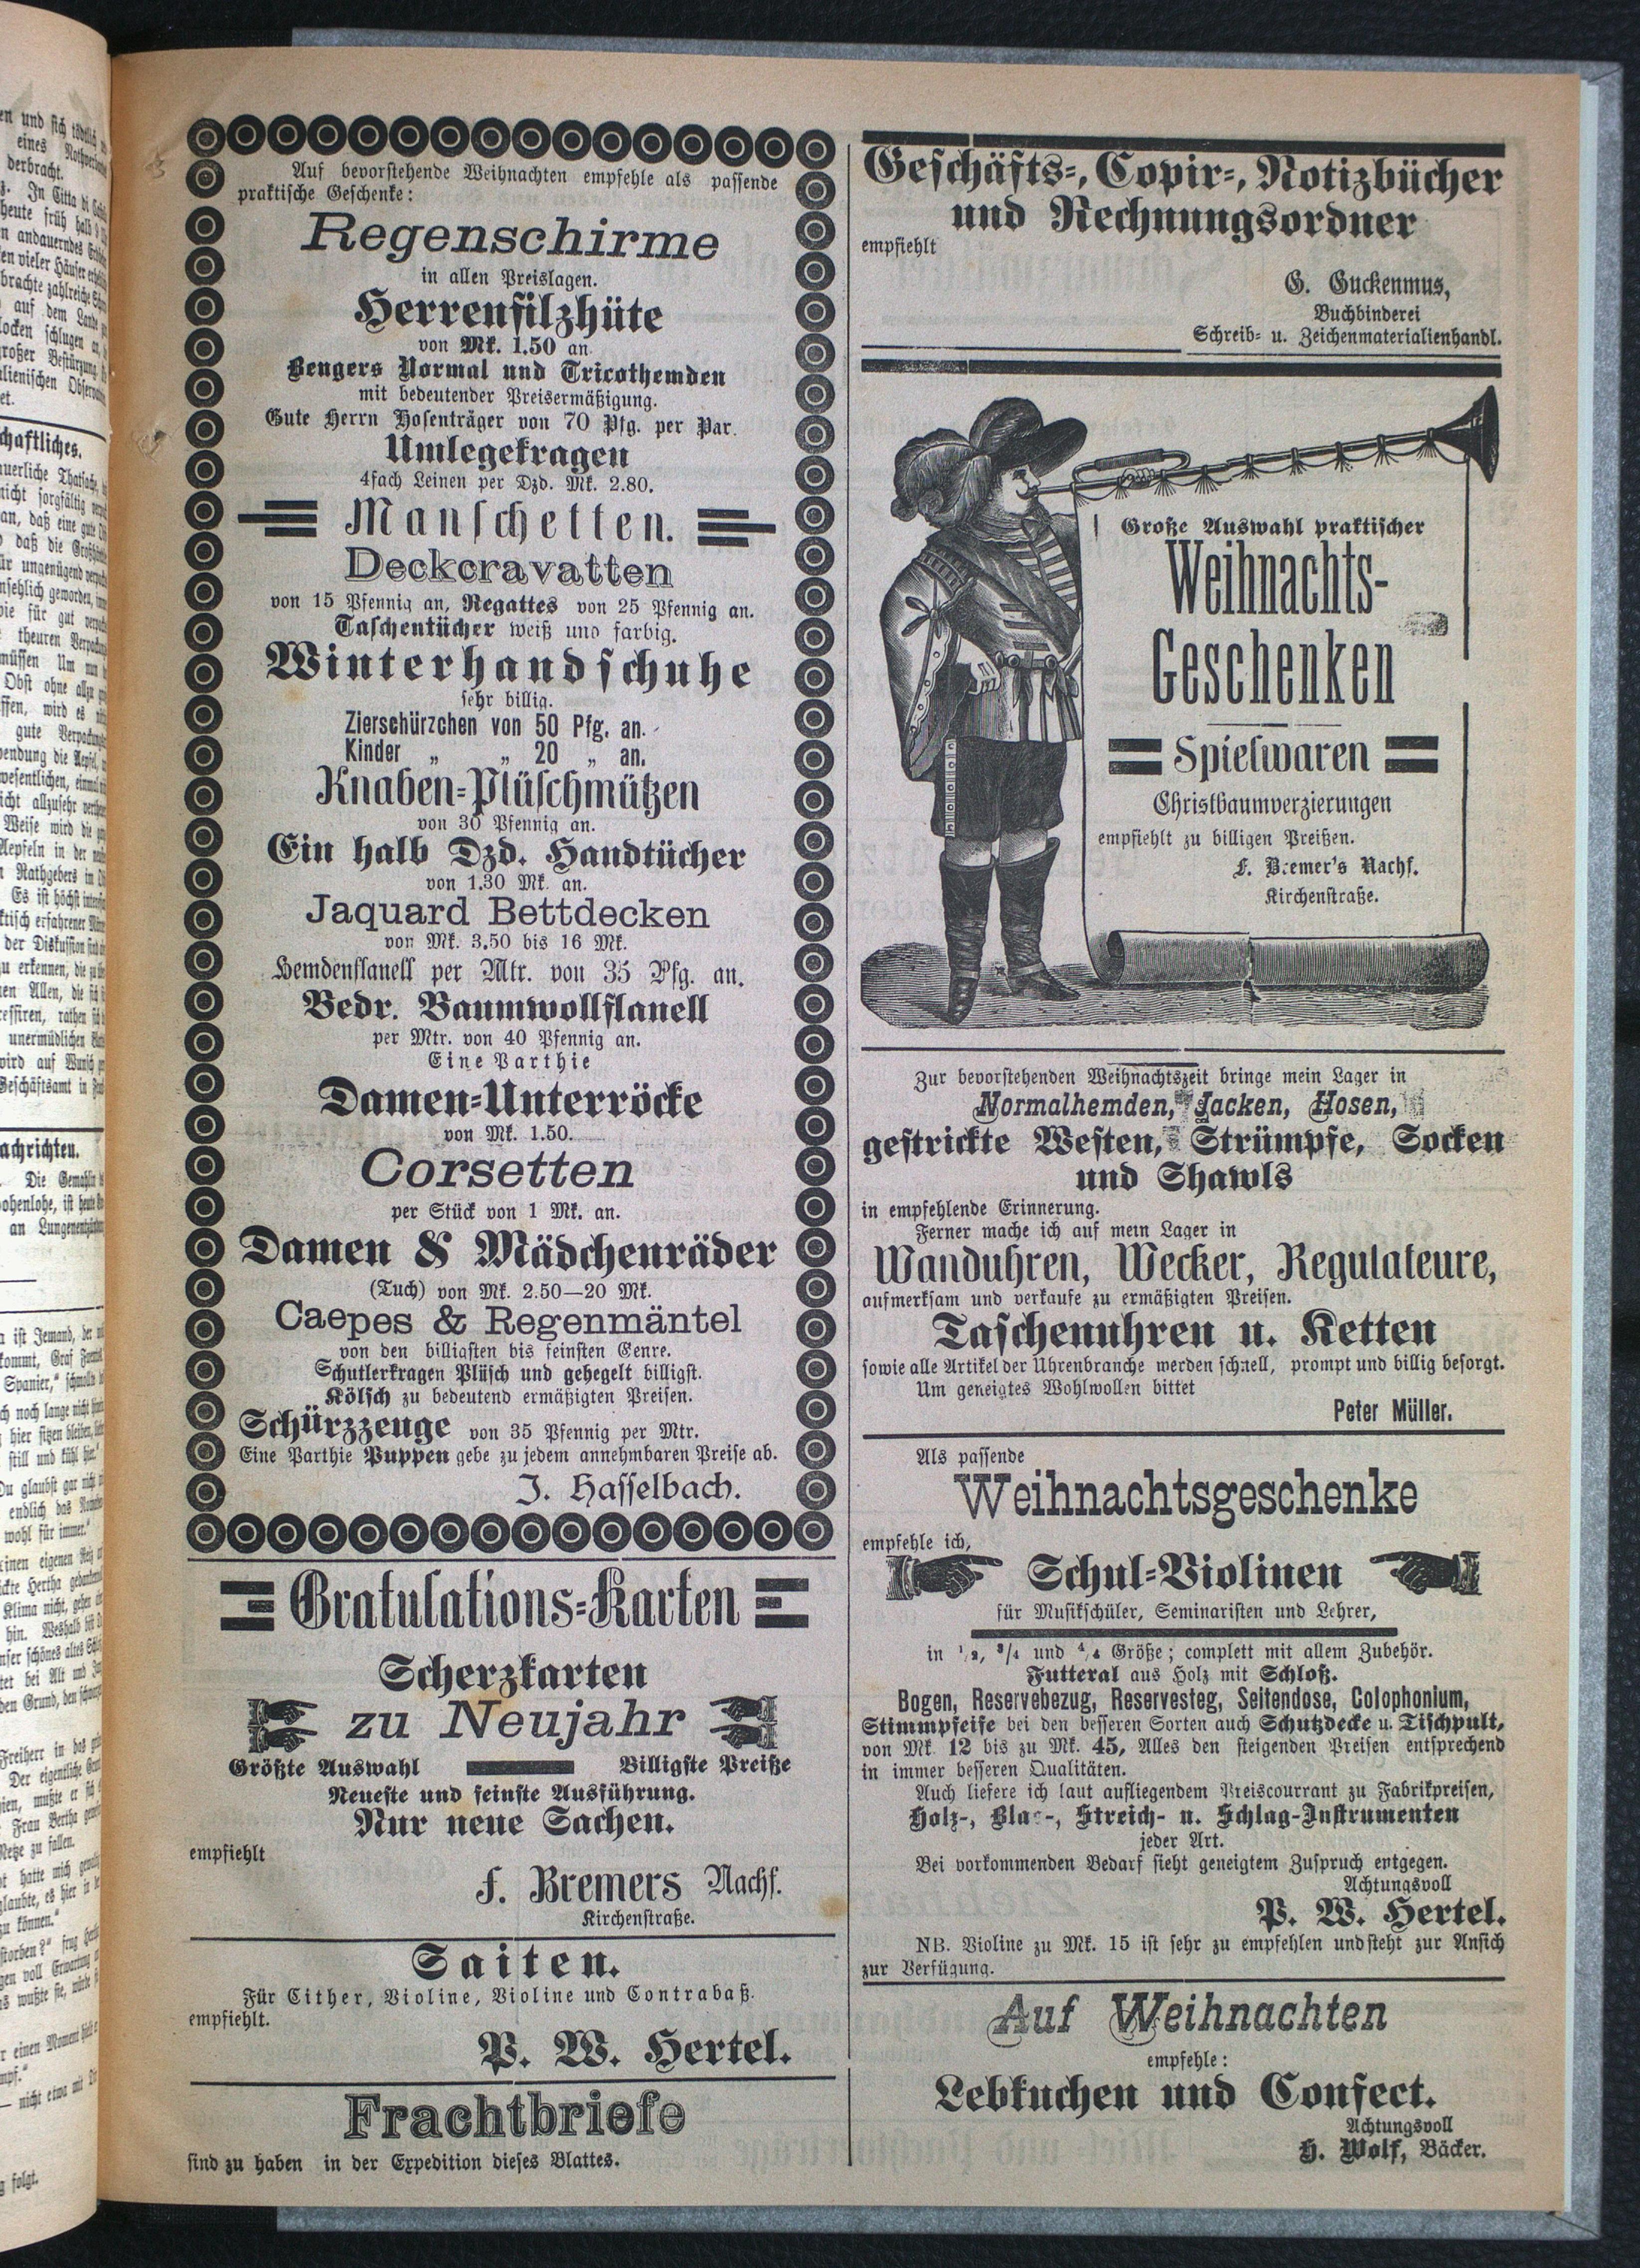 Auf bevorstehende Weihnachten empfehle als passende
praktische Geschenke:
Regenschirme
in allen Preislagen.
Herrenfilzhüte
von Mk. 1.50 an.
Bengers Normal und Tricothemden
mit bedeutender Preisermäßigung.
Gute Herrn Hosenträger von 70 Pfg. per Par.
Umlegekragen
4fach Leinen per Dzd. Mk. 2.80.
Manschetten.
Deckcravatten
von 15 Pfennig an, Regattes von 25 Pfennig an.
Taschentücher weiß und farbig.
Winterhandschuhe
sehr billig.
Zierschürzchen von 50 Pfg. an.
Kinder „ „ 20 „ an.
Knaben-Plüschmützen
von 30 Pfennig an.
Ein halb Dzd. Handtücher
von 1.30 Mk. an.
Jaquard Bettdecken
von Mk. 3.50 bis 16 Mk.
Hemdenflanell per Mtr. von 35 Pfg. an.
Bedr. Baumwollflanell
per Mtr. von 40 Pfennig an.
Eine Parthie
Damen-Unterröcke
von Mk. 1.50.
Corsetten
per Stück von 1 Mk. an.
Damen & Mädchenräder
(Tuch) von Mk. 2.50—20 Mk.
Caepes & Regenmäntel
von den billigsten bis feinsten Genre.
Schutlerkragen Plüsch und gehegelt billigst.
Kölsch zu bedeutend ermäßigten Preisen.
Schürzzeuge von 35 Pfennig per Mtr.
Eine Parthie Puppen gebe zu jedem annehmbaren Preise ab.
J. Hasselbach.
Gratulations-Karten
Scherzkarten
zu Neujahr
Größte Auswahl Billigste Preiße
Neueste und feinste Ausführung.
Nur neue Sachen.
empfiehlt
F. Bremers Nachf.
Kirchenstraße.
Saiten.
Für Cither, Violine, Violine und Contrabaß.
empfiehlt.
P. W. Hertel.
Frachtbriefe
sind zu haben in der Expedition dieses Blattes.
Geschäfts-, Copir-, Notizbücher
und Rechnungsordner
empfiehlt
G. Guckenmus,
Buchbinderei
Schreib- u. Zeichenmaterialienhandl.
Große Auswahl praktischer
Weihnachts-
Geschenken
Spielwaren
Christbaumverzierungen
empfiehlt zu billigen Preißen.
F. Bremer's Nachf.
Kirchenstraße.
Zur bevorstehenden Weihnachtszeit bringe mein Lager in
Normalhemden, Jacken, Hosen,
gestrickte Westen, Strümpfe, Socken
und Shawls
in empfehlende Erinnerung.
Ferner mache ich auf mein Lager in
Wanduhren, Wecker, Regulateure,
aufmerksam und verkaufe zu ermäßigten Preisen.
Taschenuhren u. Ketten
sowie alle Artikel der Uhrenbranche werden schnell, prompt und billig besorgt.
Um geneigtes Wohlwollen bittet
Peter Müller.
Als passende
Weihnachtsgeschenke
empfehle ich,
Schul-Violinen
für Musikschüler, Seminaristen und Lehrer,
in 1/2, 3/4 und 4/4 Größe; complett mit allem Zubehör.
Futteral aus Holz mit Schloß.
Bogen, Reservebezug, Reservesteg, Seitendose, Colophonium,
Stimmpfeife bei den besseren Sorten auch Schutzdecke u. Tischpult,
von Mk. 12 bis zu Mk. 45, Alles den steigenden Preisen entsprechend
in immer besseren Qualitäten.
Auch liefere ich laut aufliegendem Preiscourrant zu Fabrikpreisen,
Holz-, Blas-, Streich- u. Schlag-Instrumenten
jeder Art.
Bei vorkommenden Bedarf sieht geneigtem Zuspruch entgegen.
Achtungsvoll
P. W. Hertel.
NB. Violine zu Mk. 15 ist sehr zu empfehlen und steht zur Ansich
zur Verfügung.
Auf Weihnachten
empfehle:
Lebkuchen und Confect.
Achtungsvoll
H. Wolf, Bäcker.